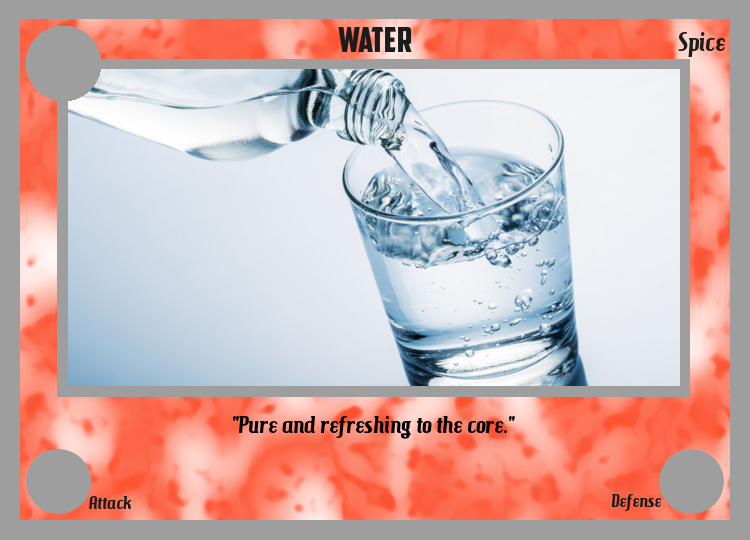 WATER
Spice
"Pure and refreshing to the core."
Attack
Defense